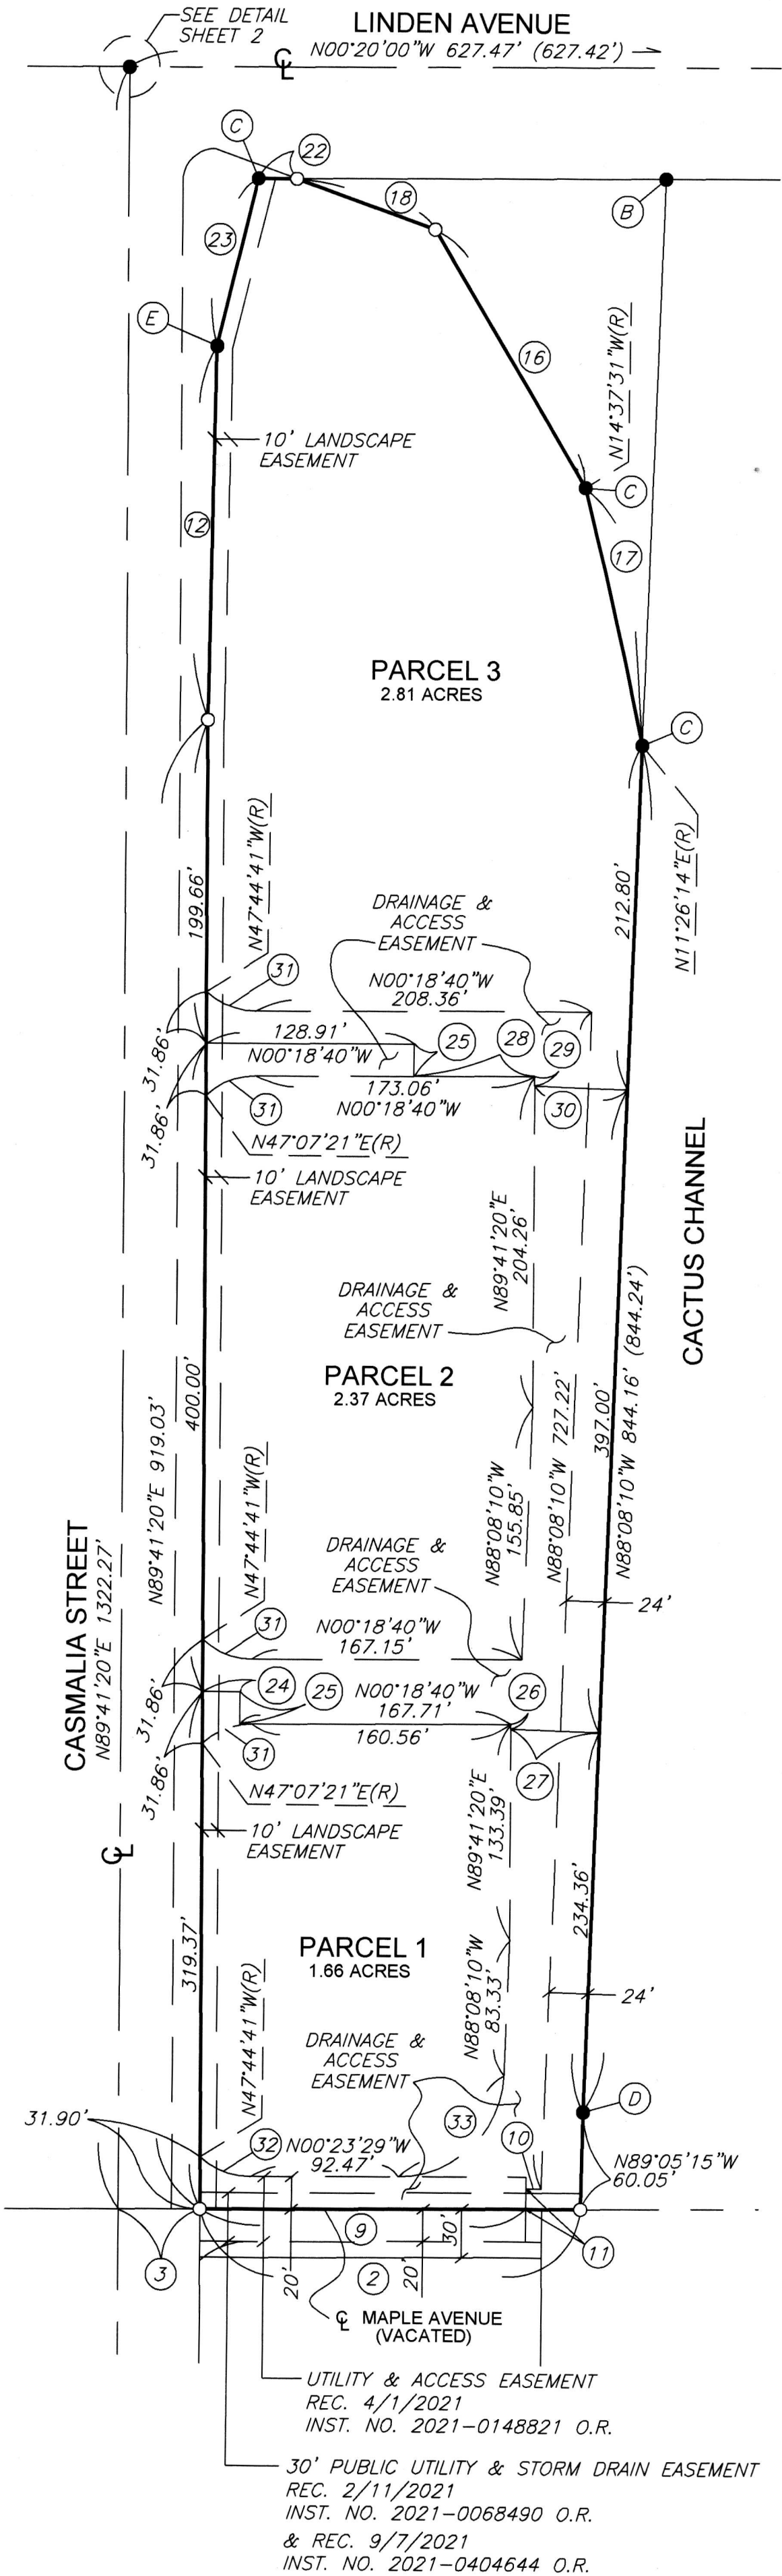 SEE DETAIL
SHEET 2
LINDEN AVENUE
N00°20'00"W 627.47' (627.42')
℄
C
22
18
B
23
E
16
N14°37'31"W(R)
10' LANDSCAPE
EASEMENT
C
12
17
PARCEL 3
2.81 ACRES
C
N11°26'14"E(R)
199.66'
N47°44'41"W(R)
212.80'
DRAINAGE &
ACCESS
EASEMENT
31
N00°18'40"W
208.36'
31.86'
128.91'
N00°18'40"W
25
28
29
31.86'
31
173.06'
N00°18'40"W
30
N47°07'21"E(R)
10' LANDSCAPE
EASEMENT
N89°41'20"E
204.26'
CACTUS CHANNEL
DRAINAGE &
ACCESS
EASEMENT
PARCEL 2
2.37 ACRES
400.00'
N89°41'20"E 919.03'
N88°08'10"W 727.22'
397.00'
N88°08'10"W 844.16' (844.24')
N88°08'10"W
155.85'
CASMALIA STREET
N89°41'20"E 1322.27'
N47°44'41"W(R)
DRAINAGE &
ACCESS
EASEMENT
24'
31
N00°18'40"W
167.15'
31.86'
24
25
N00°18'40"W
167.71'
26
31.86'
31
160.56'
27
N47°07'21"E(R)
10' LANDSCAPE
EASEMENT
N89°41'20"E
133.39'
℄
234.36'
319.37'
PARCEL 1
1.66 ACRES
N47°44'41"W(R)
N88°08'10"W
83.33'
24'
DRAINAGE &
ACCESS
EASEMENT
31.90'
D
32
N00°23'29"W
92.47'
33
10
N89°05'15"W
60.05'
9
30'
11
3
20'
2
20'
℄ MAPLE AVENUE
(VACATED)
UTILITY & ACCESS EASEMENT
REC. 4/1/2021
INST. NO. 2021-0148821 O.R.
30' PUBLIC UTILITY & STORM DRAIN EASEMENT
REC. 2/11/2021
INST. NO. 2021-0068490 O.R.
& REC. 9/7/2021
INST. NO. 2021-0404644 O.R.